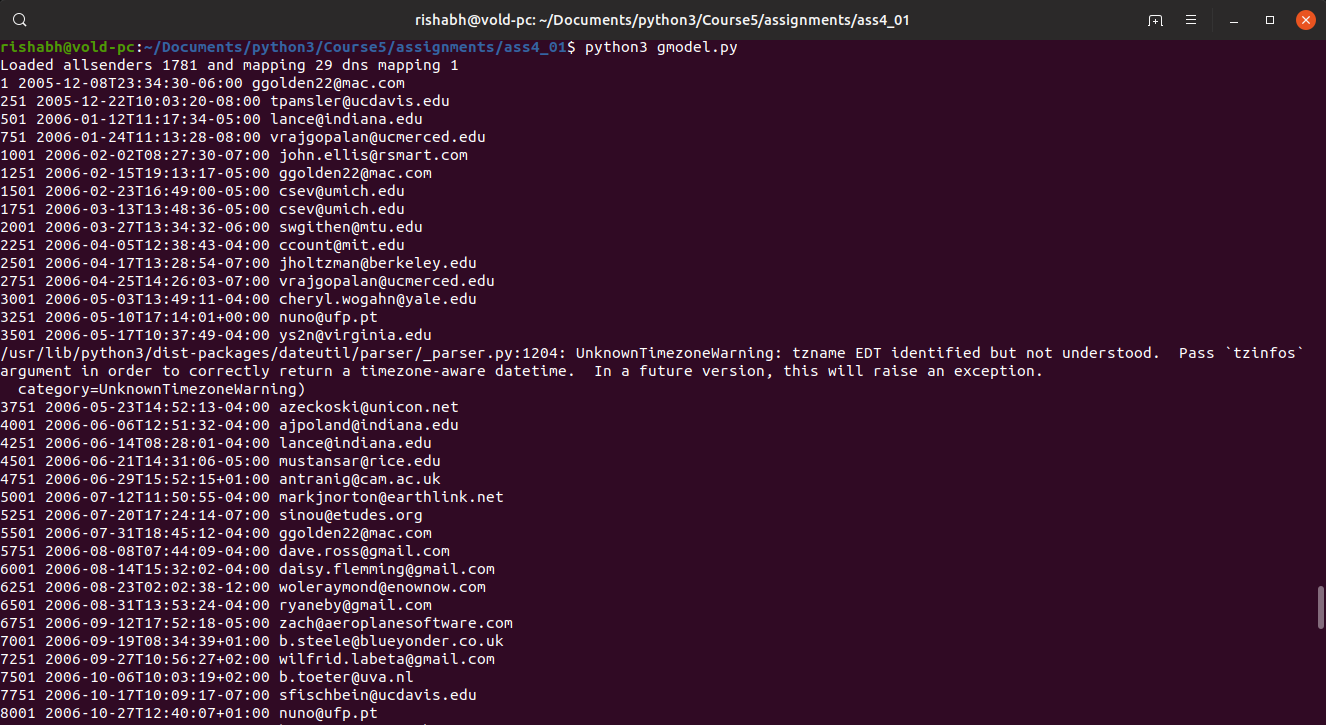 rishabh@vold-pc: ~/Documents/python3/Course5/assignments/ass4_01
rishabh@vold-pc:~/Documents/python3/Course5/assignments/ass4_01$ python3 gmodel.py
Loaded allsenders 1781 and mapping 29 dns mapping 1
1 2005-12-08T23:34:30-06:00 ggolden22@mac.com
251 2005-12-22T10:03:20-08:00 tpamsler@ucdavis.edu
501 2006-01-12T11:17:34-05:00 lance@indiana.edu
751 2006-01-24T11:13:28-08:00 vrajgopalan@ucmerced.edu
1001 2006-02-02T08:27:30-07:00 john.ellis@rsmart.com
1251 2006-02-15T19:13:17-05:00 ggolden22@mac.com
1501 2006-02-23T16:49:00-05:00 csev@umich.edu
1751 2006-03-13T13:48:36-05:00 csev@umich.edu
2001 2006-03-27T13:34:32-06:00 swgithen@mtu.edu
2251 2006-04-05T12:38:43-04:00 ccount@mit.edu
2501 2006-04-17T13:28:54-07:00 jholtzman@berkeley.edu
2751 2006-04-25T14:26:03-07:00 vrajgopalan@ucmerced.edu
3001 2006-05-03T13:49:11-04:00 cheryl.wogahn@yale.edu
3251 2006-05-10T17:14:01+00:00 nuno@ufp.pt
3501 2006-05-17T10:37:49-04:00 ys2n@virginia.edu
/usr/lib/python3/dist-packages/dateutil/parser/_parser.py:1204: UnknownTimezoneWarning: tzname EDT identified but not understood.  Pass `tzinfos`
argument in order to correctly return a timezone-aware datetime.  In a future version, this will raise an exception.
  category=UnknownTimezoneWarning)
3751 2006-05-23T14:52:13-04:00 azeckoski@unicon.net
4001 2006-06-06T12:51:32-04:00 ajpoland@indiana.edu
4251 2006-06-14T08:28:01-04:00 lance@indiana.edu
4501 2006-06-21T14:31:06-05:00 mustansar@rice.edu
4751 2006-06-29T15:52:15+01:00 antranig@cam.ac.uk
5001 2006-07-12T11:50:55-04:00 markjnorton@earthlink.net
5251 2006-07-20T17:24:14-07:00 sinou@etudes.org
5501 2006-07-31T18:45:12-04:00 ggolden22@mac.com
5751 2006-08-08T07:44:09-04:00 dave.ross@gmail.com
6001 2006-08-14T15:32:02-04:00 daisy.flemming@gmail.com
6251 2006-08-23T02:02:38-12:00 woleraymond@enownow.com
6501 2006-08-31T13:53:24-04:00 ryaneby@gmail.com
6751 2006-09-12T17:52:18-05:00 zach@aeroplanesoftware.com
7001 2006-09-19T08:34:39+01:00 b.steele@blueyonder.co.uk
7251 2006-09-27T10:56:27+02:00 wilfrid.labeta@gmail.com
7501 2006-10-06T10:03:19+02:00 b.toeter@uva.nl
7751 2006-10-17T10:09:17-07:00 sfischbein@ucdavis.edu
8001 2006-10-27T12:40:07+01:00 nuno@ufp.pt